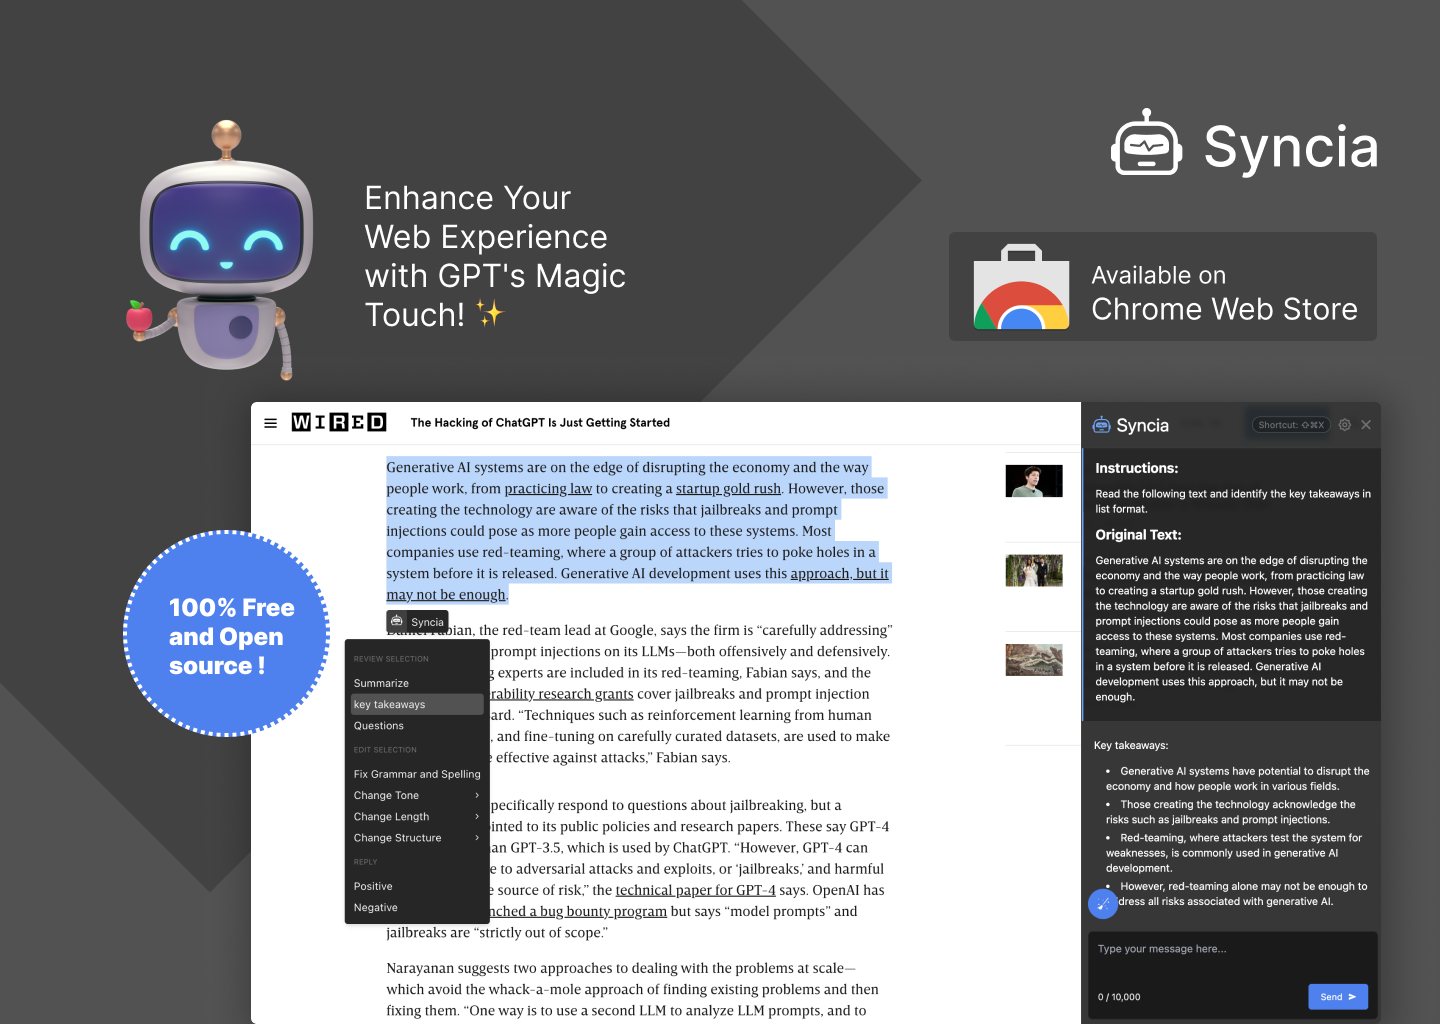 Enhance Your
Web Experience
with GPT's Magic
Touch! ✨
Syncia
Available on
Chrome Web Store
100% Free
and Open
source !
WIRED
The Hacking of ChatGPT Is Just Getting Started
Generative AI systems are on the edge of disrupting the economy and the way
people work, from practicing law to creating a startup gold rush. However, those
creating the technology are aware of the risks that jailbreaks and prompt
injections could pose as more people gain access to these systems. Most
companies use red-teaming, where a group of attackers tries to poke holes in a
system before it is released. Generative AI development uses this approach, but it
may not be enough.
Syncia
Daniel Fabian, the red-team lead at Google, says the firm is “carefully addressing”
prompt injections on its LLMs—both offensively and defensively.
g experts are included in its red-teaming, Fabian says, and the
erability research grants cover jailbreaks and prompt injection
ard. “Techniques such as reinforcement learning from human
, and fine-tuning on carefully curated datasets, are used to make
e effective against attacks,” Fabian says.
pecifically respond to questions about jailbreaking, but a
inted to its public policies and research papers. These say GPT-4
an GPT-3.5, which is used by ChatGPT. “However, GPT-4 can
e to adversarial attacks and exploits, or ‘jailbreaks,’ and harmful
e source of risk,” the technical paper for GPT-4 says. OpenAI has
nched a bug bounty program but says “model prompts” and
jailbreaks are “strictly out of scope.”
Narayanan suggests two approaches to dealing with the problems at scale—
which avoid the whack-a-mole approach of finding existing problems and then
fixing them. “One way is to use a second LLM to analyze LLM prompts, and to
REVIEW SELECTION
Summarize
key takeaways
Questions
EDIT SELECTION
Fix Grammar and Spelling
Change Tone
Change Length
Change Structure
REPLY
Positive
Negative
Syncia
Shortcut: ⇧⌘X
Instructions:
Read the following text and identify the key takeaways in
list format.
Original Text:
Generative AI systems are on the edge of disrupting the
economy and the way people work, from practicing law
to creating a startup gold rush. However, those creating
the technology are aware of the risks that jailbreaks and
prompt injections could pose as more people gain
access to these systems. Most companies use red-
teaming, where a group of attackers tries to poke holes
in a system before it is released. Generative AI
development uses this approach, but it may not be
enough.
Key takeaways:
• Generative AI systems have potential to disrupt the
economy and how people work in various fields.
• Those creating the technology acknowledge the
risks such as jailbreaks and prompt injections.
• Red-teaming, where attackers test the system for
weaknesses, is commonly used in generative AI
development.
• However, red-teaming alone may not be enough to
dress all risks associated with generative AI.
Type your message here...
0 / 10,000
Send